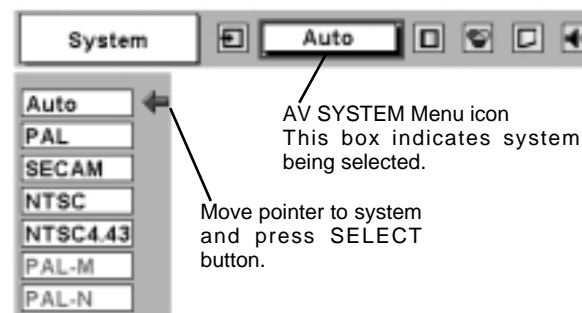 System
Auto
Auto
PAL
SECAM
NTSC
NTSC4.43
PAL-M
PAL-N
AV SYSTEM Menu icon
This box indicates system
being selected.
Move pointer to system
and press SELECT
button.